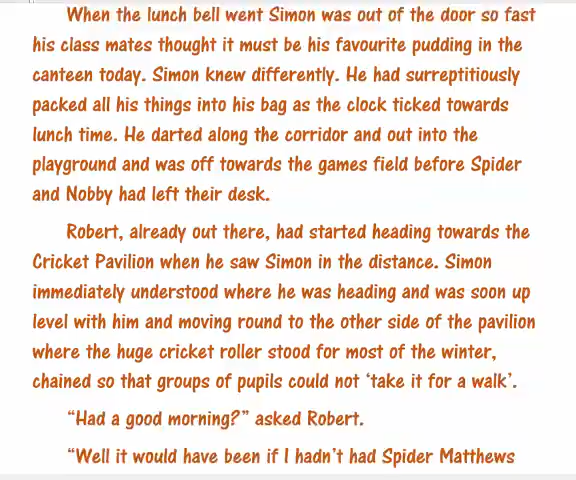 When the lunch bell went Simon was out of the door so fast
his class mates thought it must be his favourite pudding in the
canteen today. Simon knew differently. He had surreptitiously
packed all his things into his bag as the clock ticked towards
lunch time. He darted along the corridor and out into the
playground and was off towards the games field before Spider
and Nobby had left their desk.
Robert, already out there, had started heading towards the
Cricket Pavilion when he saw Simon in the distance. Simon
immediately understood where he was heading and was soon up
level with him and moving round to the other side of the pavilion
where the huge cricket roller stood for most of the winter,
chained so that groups of pupils could not ‘take it for a walk’.
“Had a good morning?” asked Robert.
“Well it would have been if I hadn’t had Spider Matthews